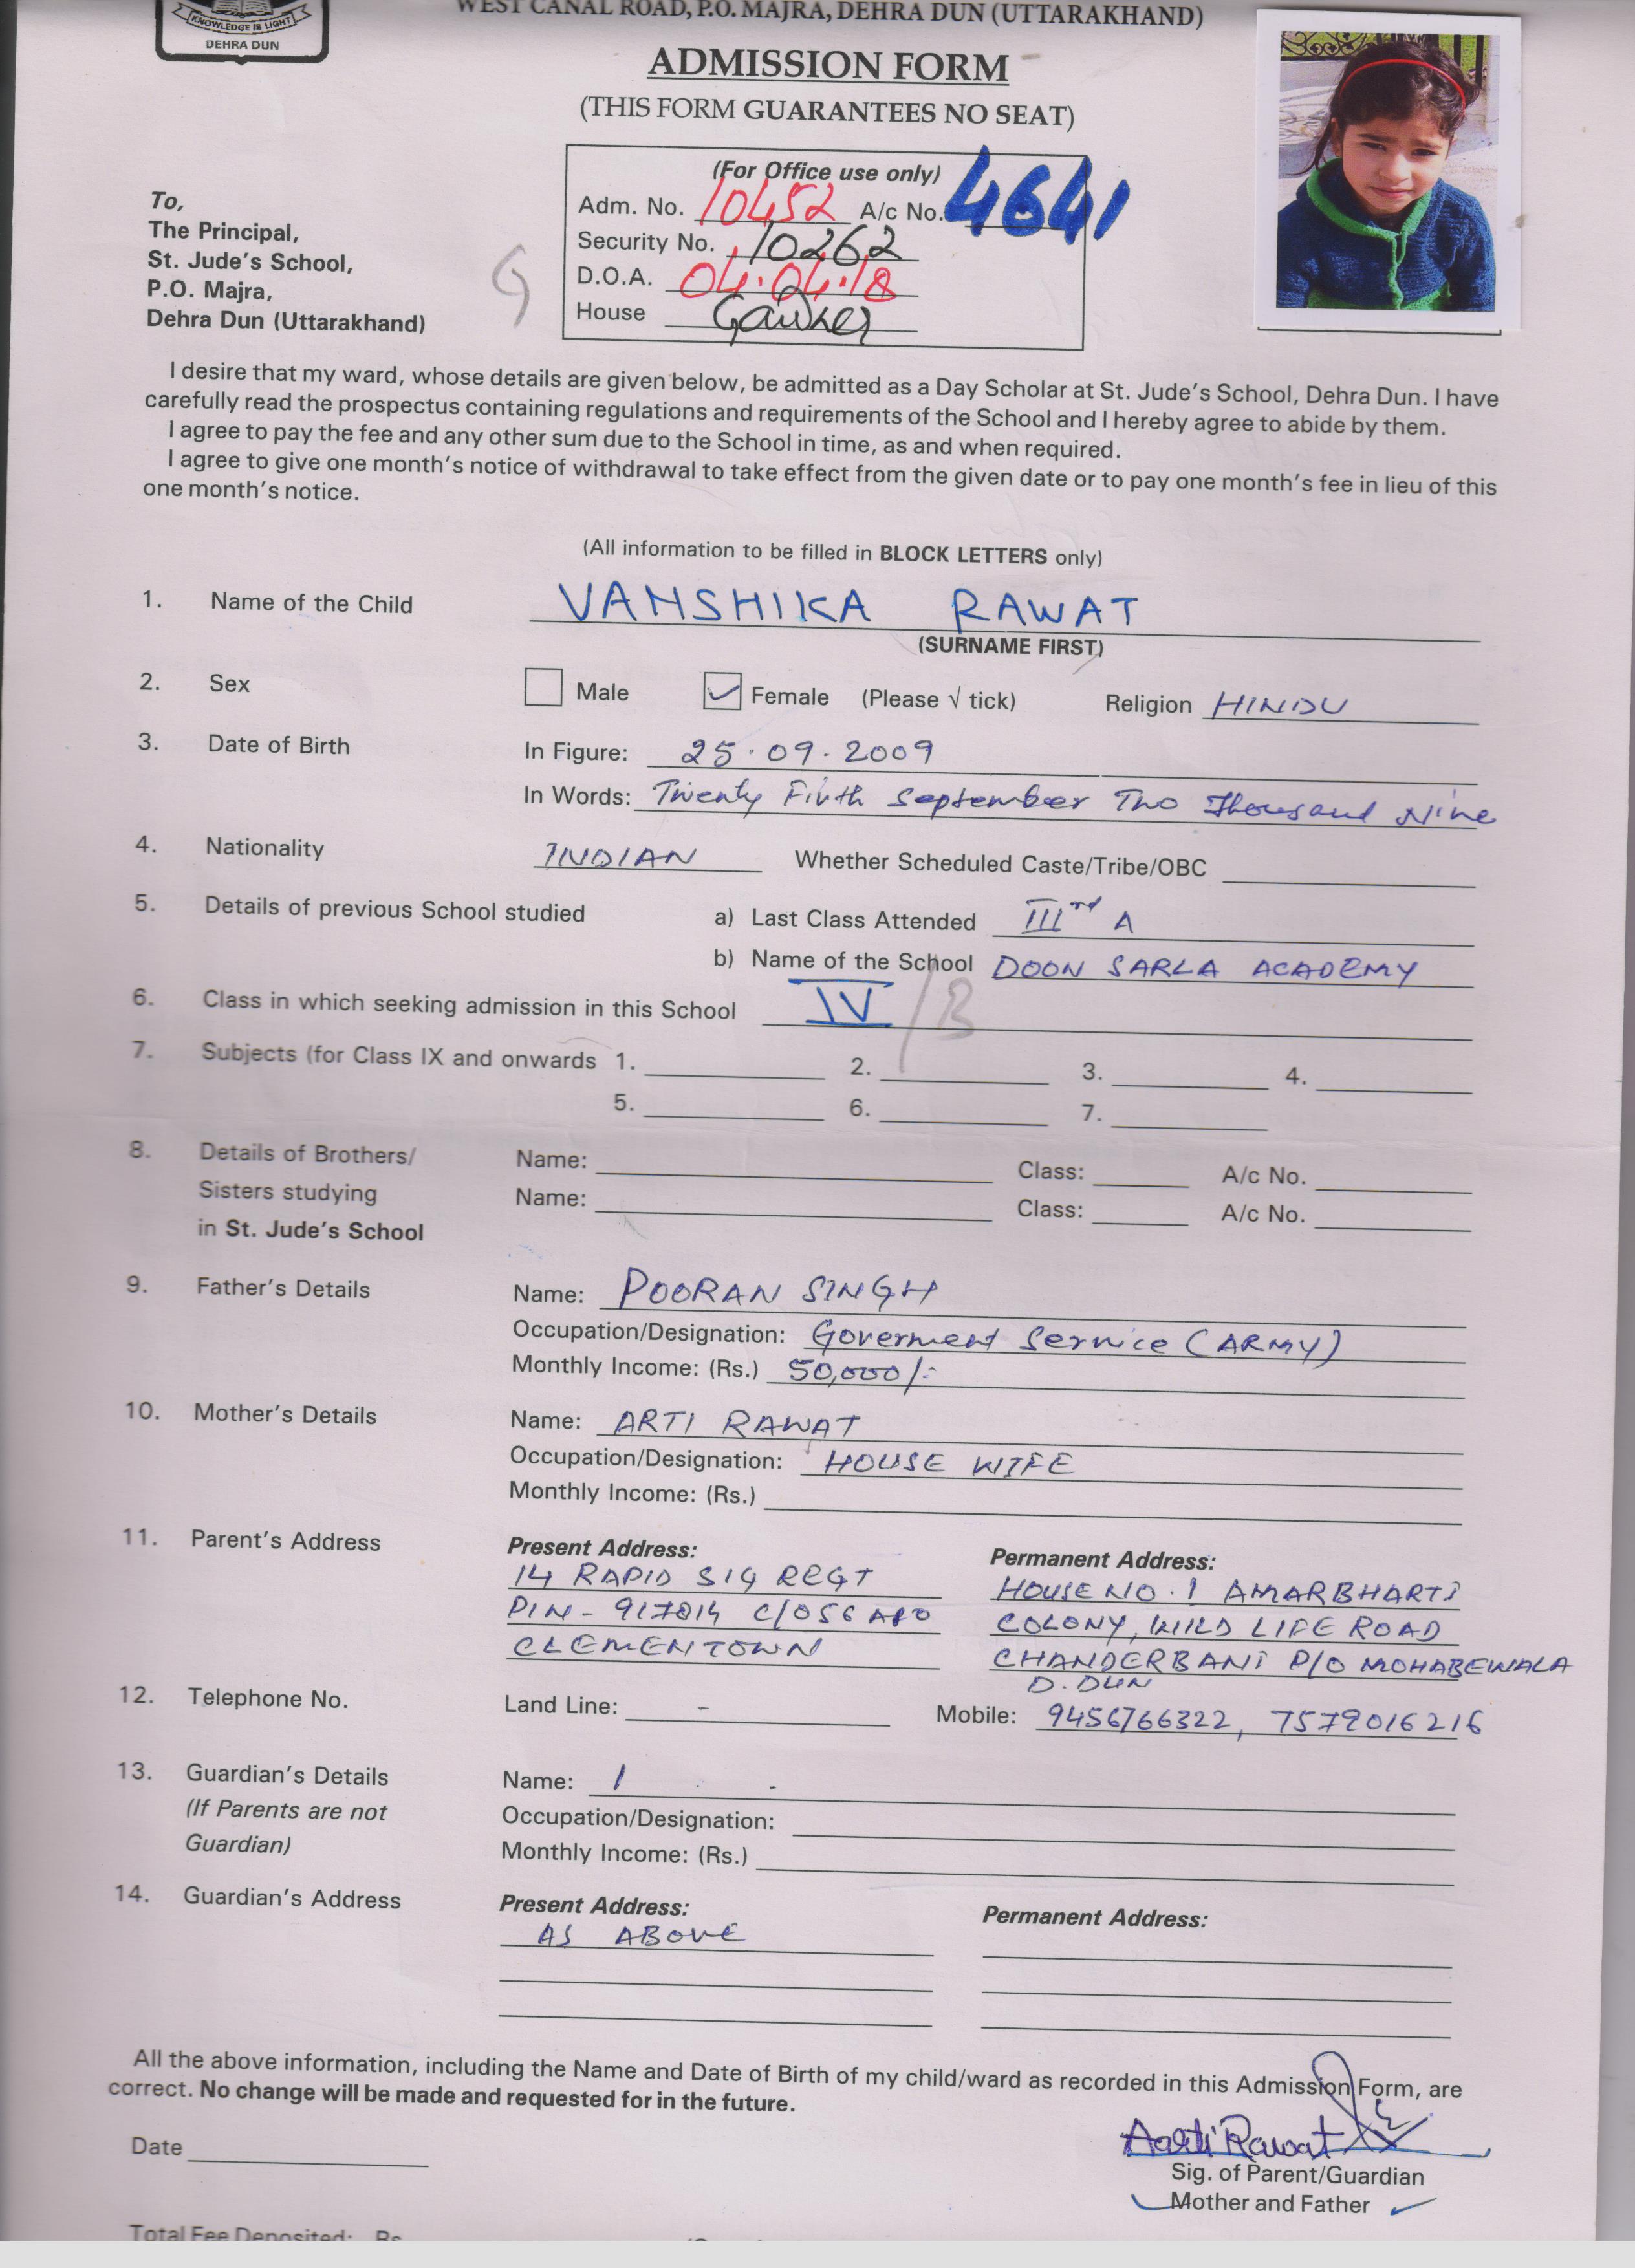 KNOWLEDGE IS LIGHT
DEHRA DUN
WEST CANAL ROAD, P.O. MAJRA, DEHRA DUN (UTTARAKHAND)
ADMISSION FORM
(THIS FORM GUARANTEES NO SEAT)
(For Office use only)
Adm. No. 10452 A/c No. 4641
Security No. 10262
D.O.A. 04.04.18
House
To,
The Principal,
St. Jude's School,
P.O. Majra,
Dehra Dun (Uttarakhand)
G
I desire that my ward, whose details are given below, be admitted as a Day Scholar at St. Jude's School, Dehra Dun. I have
carefully read the prospectus containing regulations and requirements of the School and I hereby agree to abide by them.
I agree to pay the fee and any other sum due to the School in time, as and when required.
I agree to give one month's notice of withdrawal to take effect from the given date or to pay one month's fee in lieu of this
one month's notice.
(All information to be filled in BLOCK LETTERS only)
1. Name of the Child VANSHIKA RAWAT
(SURNAME FIRST)
2. Sex Male Female (Please √ tick) Religion HINDU
3. Date of Birth In Figure: 25.09.2009
In Words: Twenty Fivth September Two Thousand Nine
4. Nationality INDIAN Whether Scheduled Caste/Tribe/OBC
5. Details of previous School studied a) Last Class Attended IIIrd A
b) Name of the School DOON SARLA ACADEMY
6. Class in which seeking admission in this School IV/B
7. Subjects (for Class IX and onwards 1. 2. 3. 4.
5. 6. 7.
8. Details of Brothers/ Name: Class: A/c No.
Sisters studying Name: Class: A/c No.
in St. Jude's School
9. Father's Details Name: POORAN SINGH
Occupation/Designation: Goverment Service (ARMY)
Monthly Income: (Rs.) 50,000/-
10. Mother's Details Name: ARTI RAWAT
Occupation/Designation: HOUSE WIFE
Monthly Income: (Rs.)
11. Parent's Address Present Address: Permanent Address:
14 RAPID SIG REGT HOUSE NO. 1 AMARBHARTI
PIN - 917014 C/O 56 APO COLONY, WILD LIFE ROAD
CLEMENTOWN CHANDERBANI P/O MOHABEWALA
D. DUN
12. Telephone No. Land Line: - Mobile: 9456766322, 7579016216
13. Guardian's Details Name: /
(If Parents are not Occupation/Designation:
Guardian) Monthly Income: (Rs.)
14. Guardian's Address Present Address: Permanent Address:
AS ABOVE
All the above information, including the Name and Date of Birth of my child/ward as recorded in this Admission Form, are
correct. No change will be made and requested for in the future.
Date
Aarti Rawat
Sig. of Parent/Guardian
Mother and Father
Total Fee Deposited: Rs.